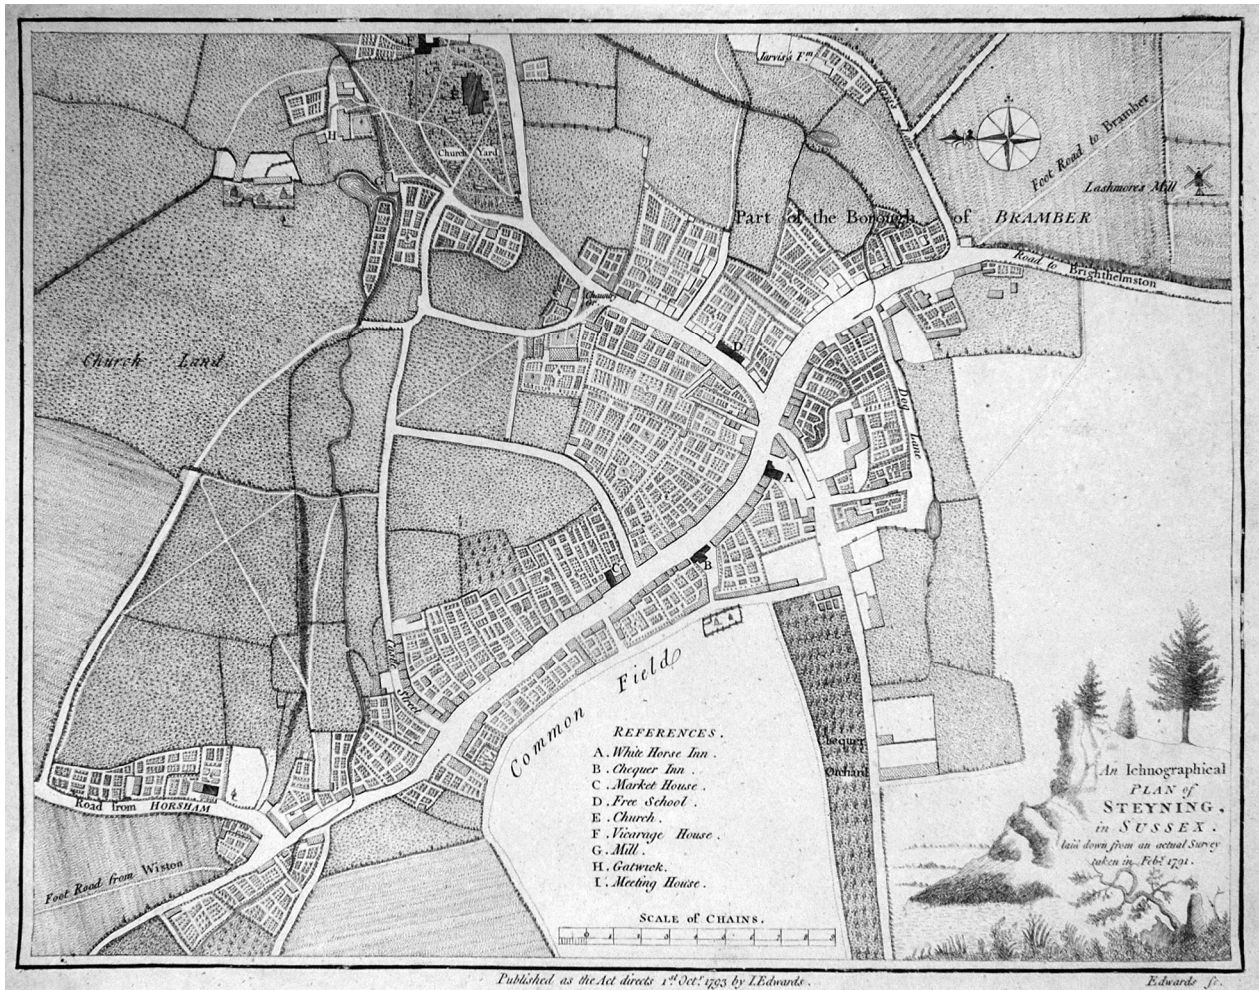 F
Jarvis's Fm.
Jarvis's Lane
H
Church Yard
Foot Road to Bramber
Lashmores Mill
Part of the Borough of BRAMBER
Road to Brighthelmston
Church Land
D
Dog Lane
A
B
C
Common Field
Street
Chequer
Orchard
REFERENCES.
A. White Horse Inn.
B. Chequer Inn.
C. Market House.
D. Free School.
E. Church.
F. Vicarage House.
G. Mill.
H. Gatwick.
I. Meeting House.
Road from HORSHAM
Foot Road from Wiston
An Ichnographical
PLAN of
STEYNING,
in SUSSEX.
laid down from an actual Survey
taken in Feby. 1791.
SCALE of CHAINS.
Published as the Act directs 1st. Octr. 1793 by I. Edwards.
Edwards sc.